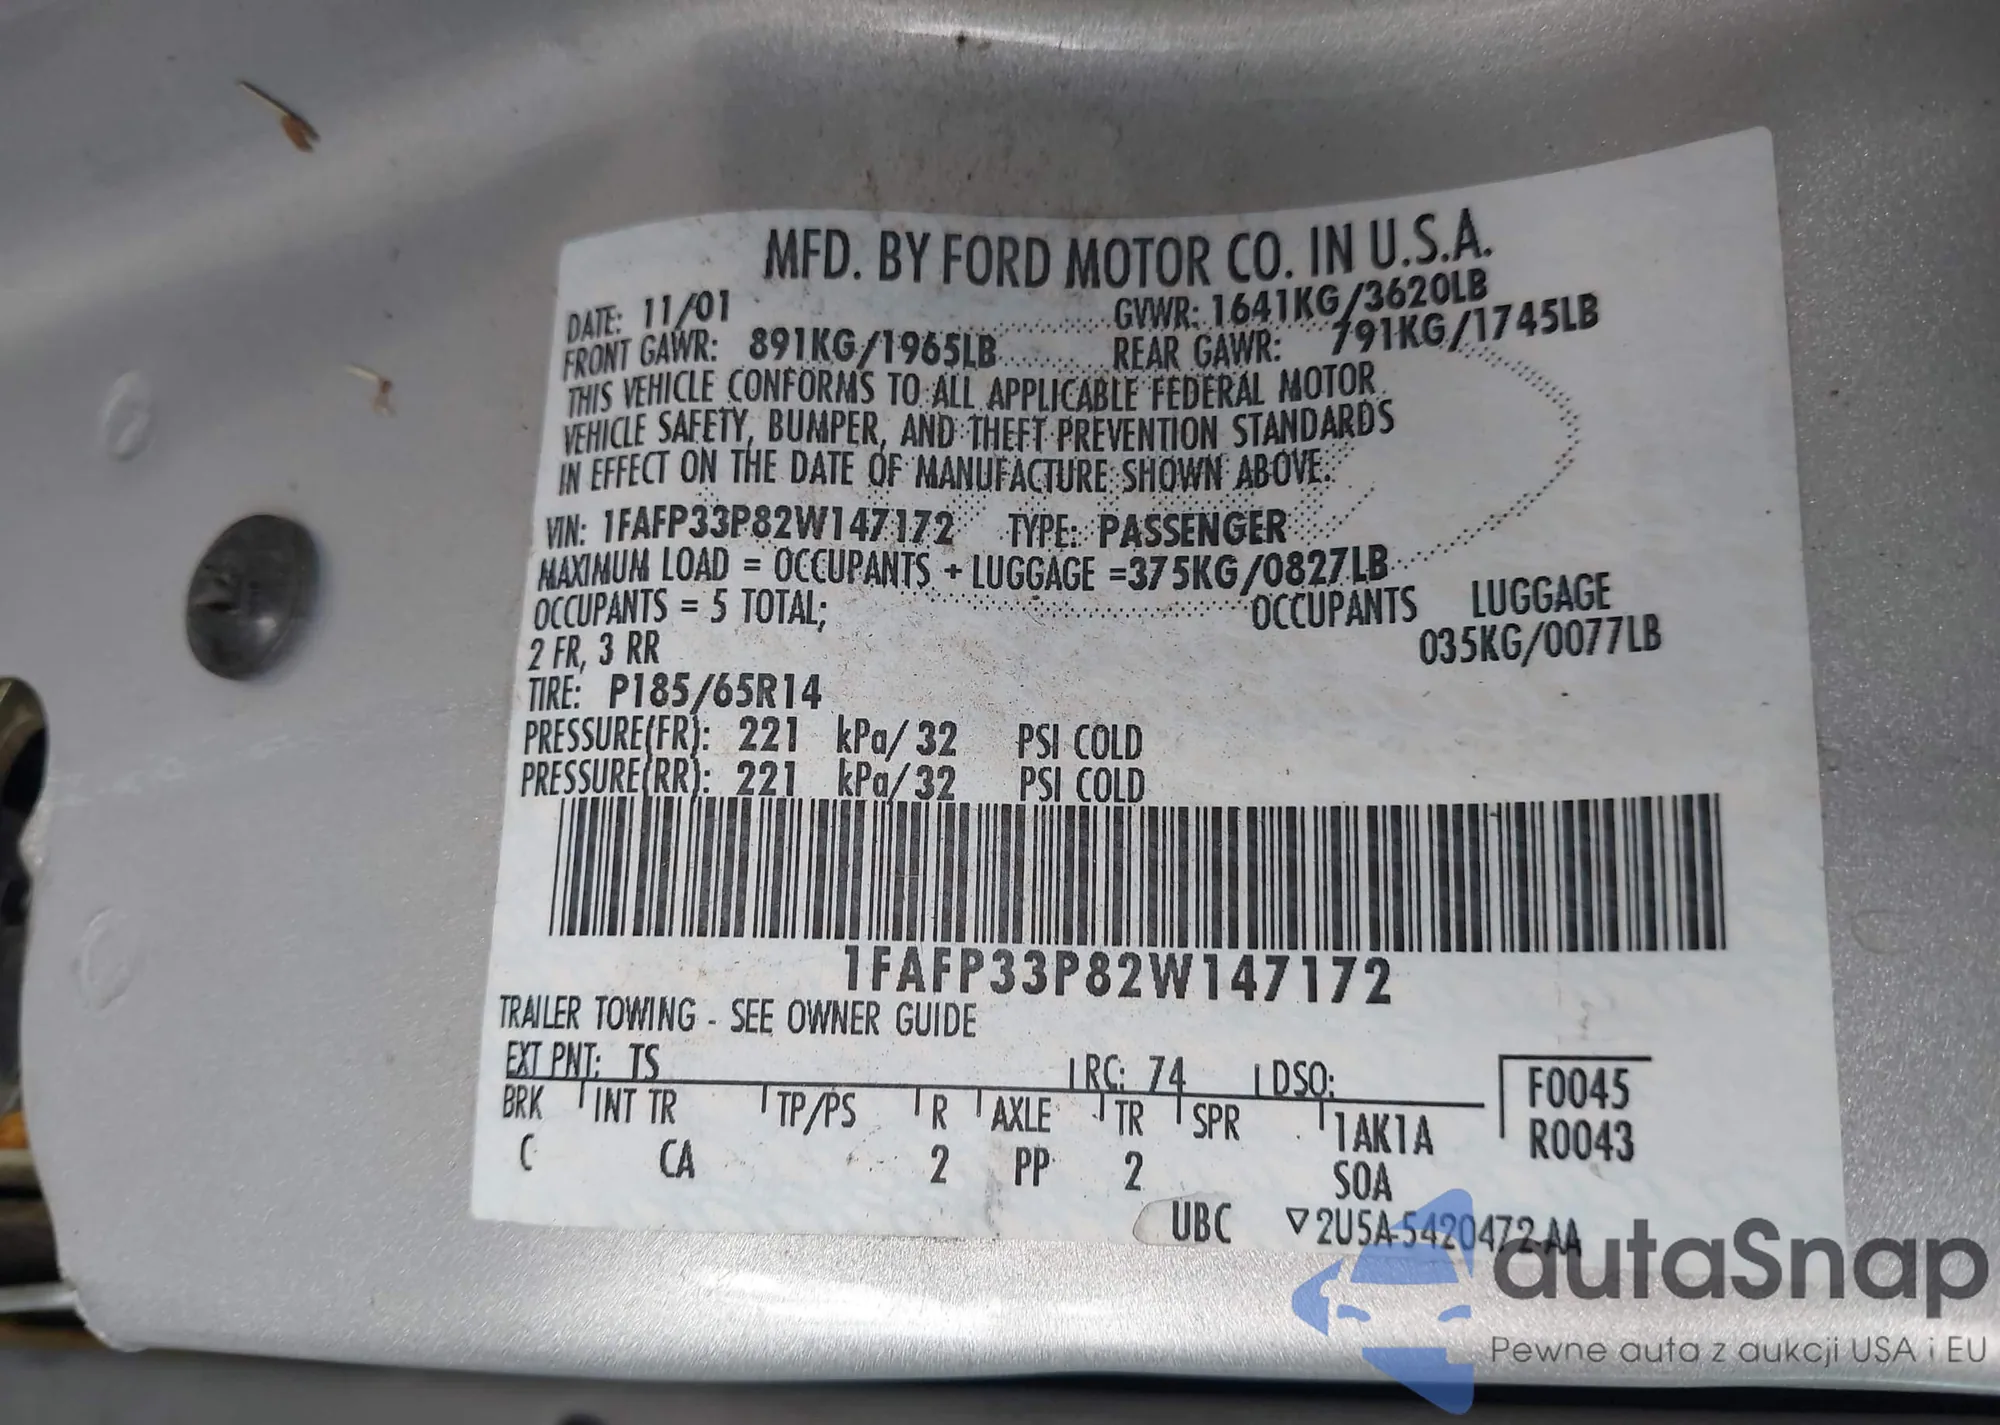 MFD. BY FORD MOTOR CO. IN U.S.A.
DATE: 11/01 GVWR: 1641KG/3620LB
FRONT GAWR: 891KG/1965LB REAR GAWR: 791KG/1745LB
THIS VEHICLE CONFORMS TO ALL APPLICABLE FEDERAL MOTOR
VEHICLE SAFETY, BUMPER, AND THEFT PREVENTION STANDARDS
IN EFFECT ON THE DATE OF MANUFACTURE SHOWN ABOVE.
VIN: 1FAFP33P82W147172 TYPE: PASSENGER
MAXIMUM LOAD = OCCUPANTS + LUGGAGE =375KG/0827LB
OCCUPANTS = 5 TOTAL; OCCUPANTS LUGGAGE
2 FR, 3 RR 035KG/0077LB
TIRE: P185/65R14
PRESSURE(FR): 221 kPa/32 PSI COLD
PRESSURE(RR): 221 kPa/32 PSI COLD
1FAFP33P82W147172
TRAILER TOWING - SEE OWNER GUIDE
EXT PNT: TS RC: 74 DSO: F0045
BRK INT TR TP/PS R AXLE TR SPR 1AK1A R0043
C CA 2 PP 2 SOA
UBC ▽2U5A-5420472-AA
autaSnap
Pewne auta z aukcji USA i EU